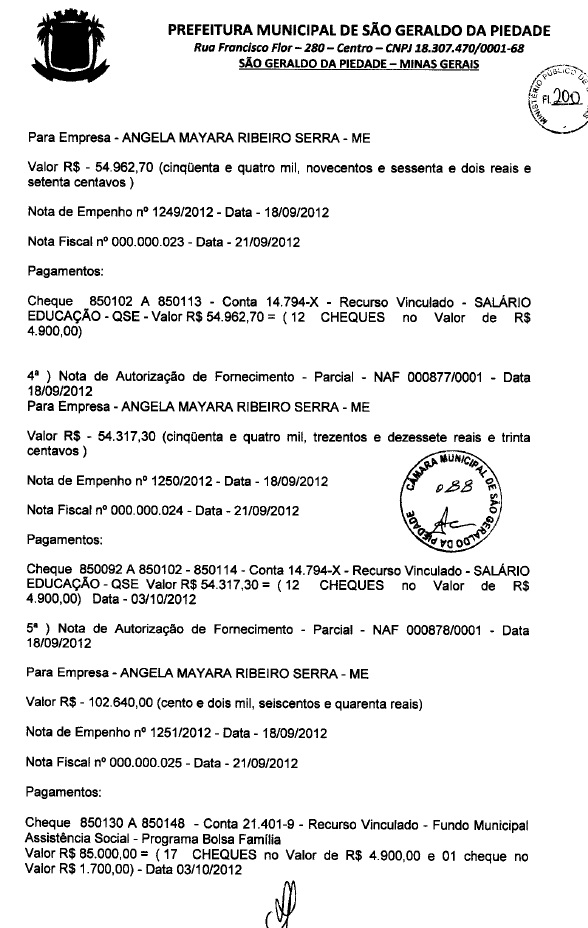 PREFEITURA MUNICIPAL DE SÃO GERALDO DA PIEDADE
Rua Francisco Flor – 280 – Centro – CNPJ 18.307.470/0001-68
SÃO GERALDO DA PIEDADE – MINAS GERAIS
MINISTÉRIO PÚBLICO DE
Fl. 200
Para Empresa - ANGELA MAYARA RIBEIRO SERRA - ME
Valor R$ - 54.962,70 (cinqüenta e quatro mil, novecentos e sessenta e dois reais e
setenta centavos )
Nota de Empenho nº 1249/2012 - Data - 18/09/2012
Nota Fiscal nº 000.000.023 - Data - 21/09/2012
Pagamentos:
Cheque 850102 A 850113 - Conta 14.794-X - Recurso Vinculado - SALÁRIO
EDUCAÇÃO - QSE - Valor R$ 54.962,70 = ( 12 CHEQUES no Valor de R$
4.900,00)
4ª ) Nota de Autorização de Fornecimento - Parcial - NAF 000877/0001 - Data
18/09/2012
Para Empresa - ANGELA MAYARA RIBEIRO SERRA - ME
Valor R$ - 54.317,30 (cinqüenta e quatro mil, trezentos e dezessete reais e trinta
centavos )
CÂMARA MUNICIPAL DE SÃO GERALDO DA PIEDADE
088
Nota de Empenho nº 1250/2012 - Data - 18/09/2012
Nota Fiscal nº 000.000.024 - Data - 21/09/2012
Pagamentos:
Cheque 850092 A 850102 - 850114 - Conta 14.794-X - Recurso Vinculado - SALÁRIO
EDUCAÇÃO - QSE Valor R$ 54.317,30 = ( 12 CHEQUES no Valor de R$
4.900,00) Data - 03/10/2012
5ª ) Nota de Autorização de Fornecimento - Parcial - NAF 000878/0001 - Data
18/09/2012
Para Empresa - ANGELA MAYARA RIBEIRO SERRA - ME
Valor R$ - 102.640,00 (cento e dois mil, seiscentos e quarenta reais)
Nota de Empenho nº 1251/2012 - Data - 18/09/2012
Nota Fiscal nº 000.000.025 - Data - 21/09/2012
Pagamentos:
Cheque 850130 A 850148 - Conta 21.401-9 - Recurso Vinculado - Fundo Municipal
Assistência Social - Programa Bolsa Família
Valor R$ 85.000,00 = ( 17 CHEQUES no Valor de R$ 4.900,00 e 01 cheque no
Valor R$ 1.700,00) - Data 03/10/2012